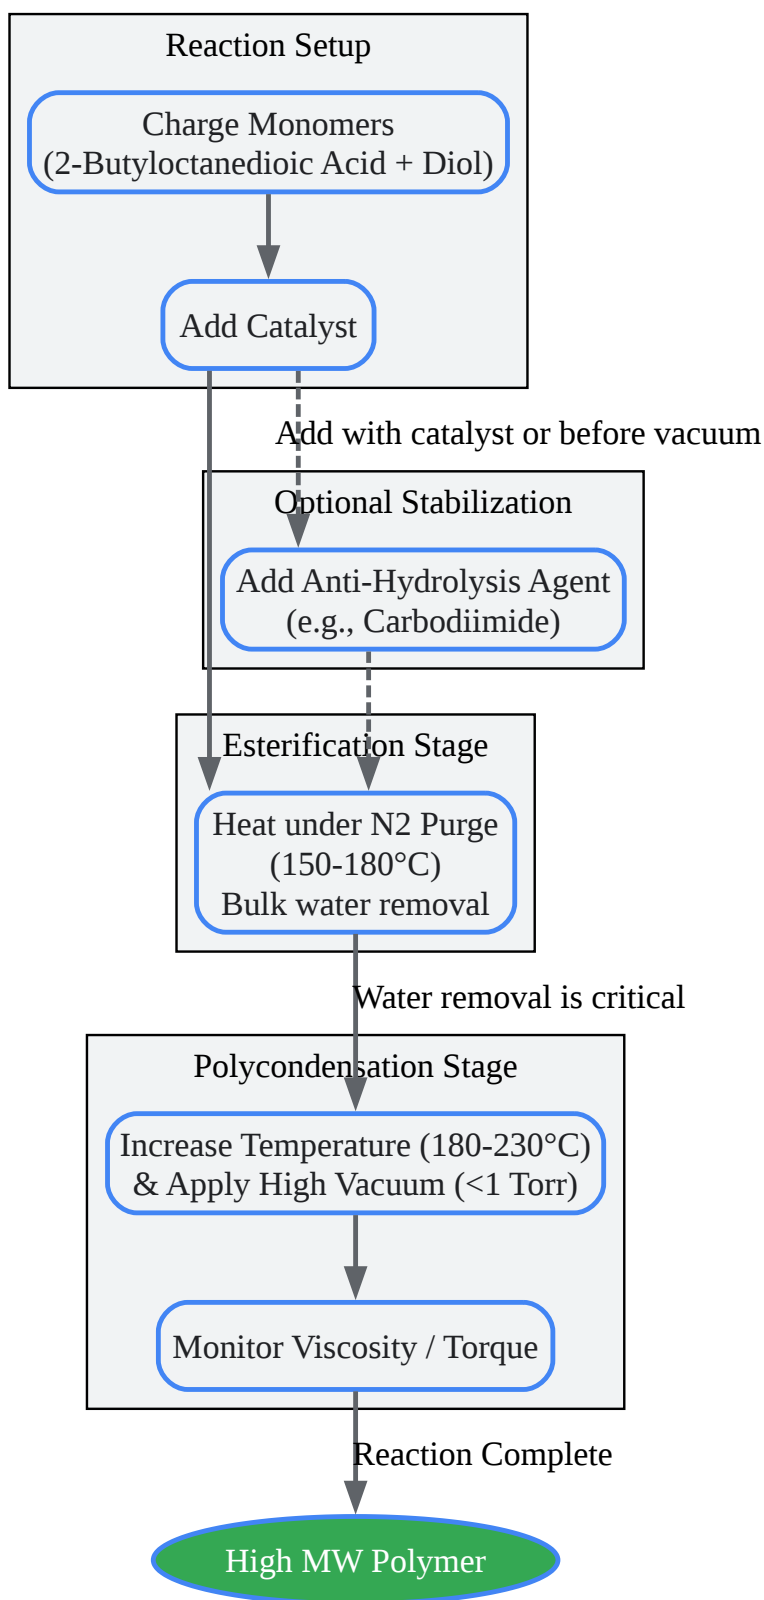 Reaction Setup
Charge Monomers
(2-Butyloctanedioic Acid + Diol)
Add Catalyst
Add with catalyst or before vacuum
Optional Stabilization
Add Anti-Hydrolysis Agent
(e.g., Carbodiimide)
Esterification Stage
Heat under N2 Purge
(150-180°C)
Bulk water removal
Water removal is critical
Polycondensation Stage
Increase Temperature (180-230°C)
& Apply High Vacuum (<1 Torr)
Monitor Viscosity / Torque
Reaction Complete
High MW Polymer